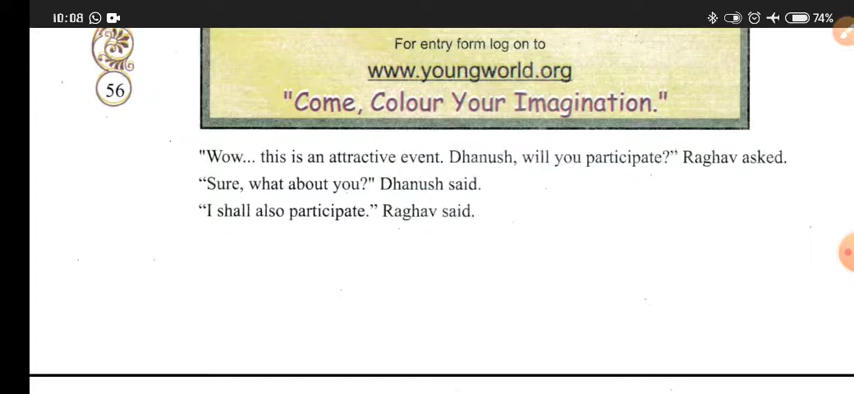 10:08
74%
For entry form log on to
www.youngworld.org
"Come, Colour Your Imagination."
56
"Wow... this is an attractive event. Dhanush, will you participate?” Raghav asked.
“Sure, what about you?" Dhanush said.
“I shall also participate.” Raghav said.